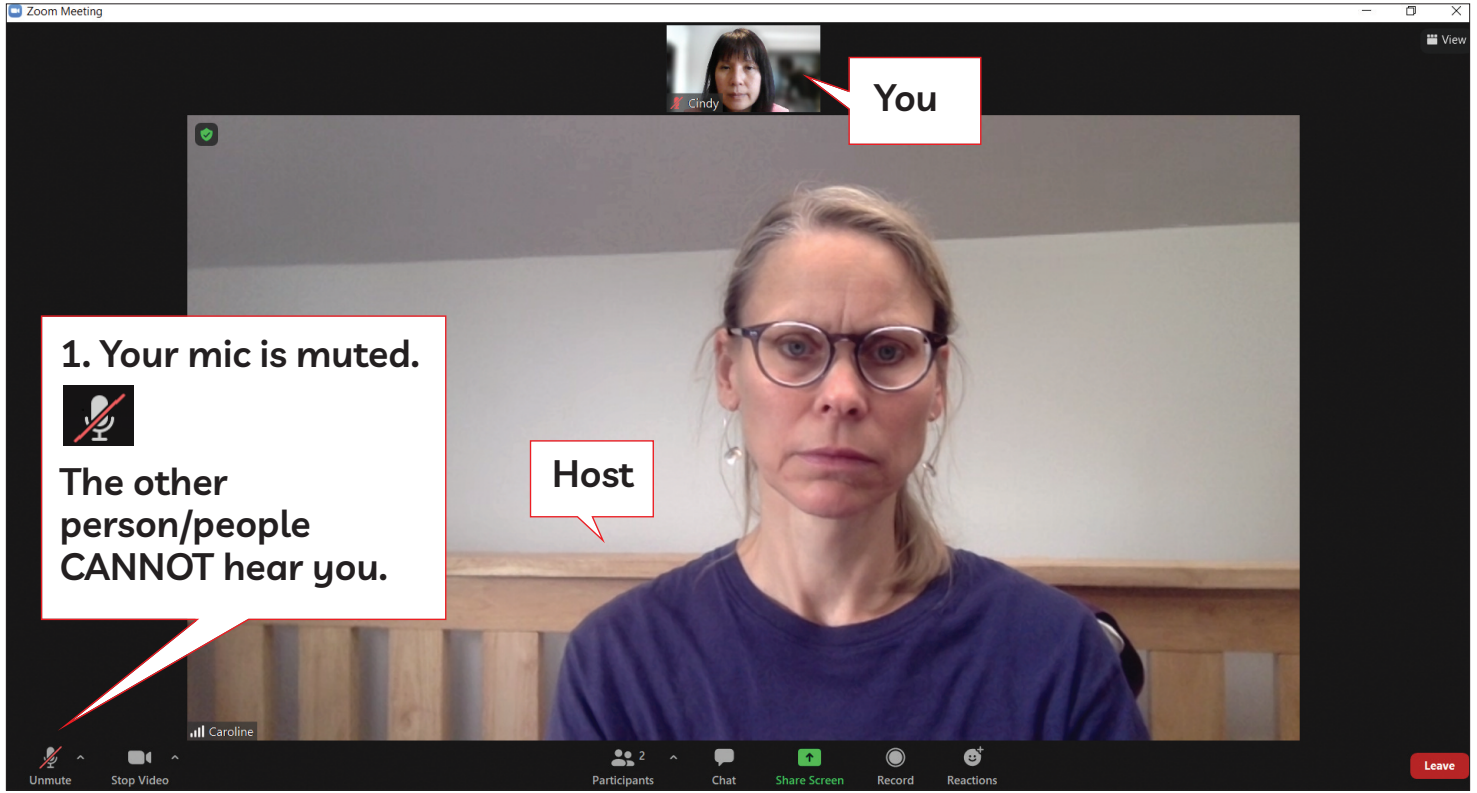 Zoom Meeting
View
Cindy
You
1. Your mic is muted.
The other
person/people
CANNOT hear you.
Host
Caroline
Unmute
Stop Video
2
Participants
Chat
Share Screen
Record
Reactions
Leave